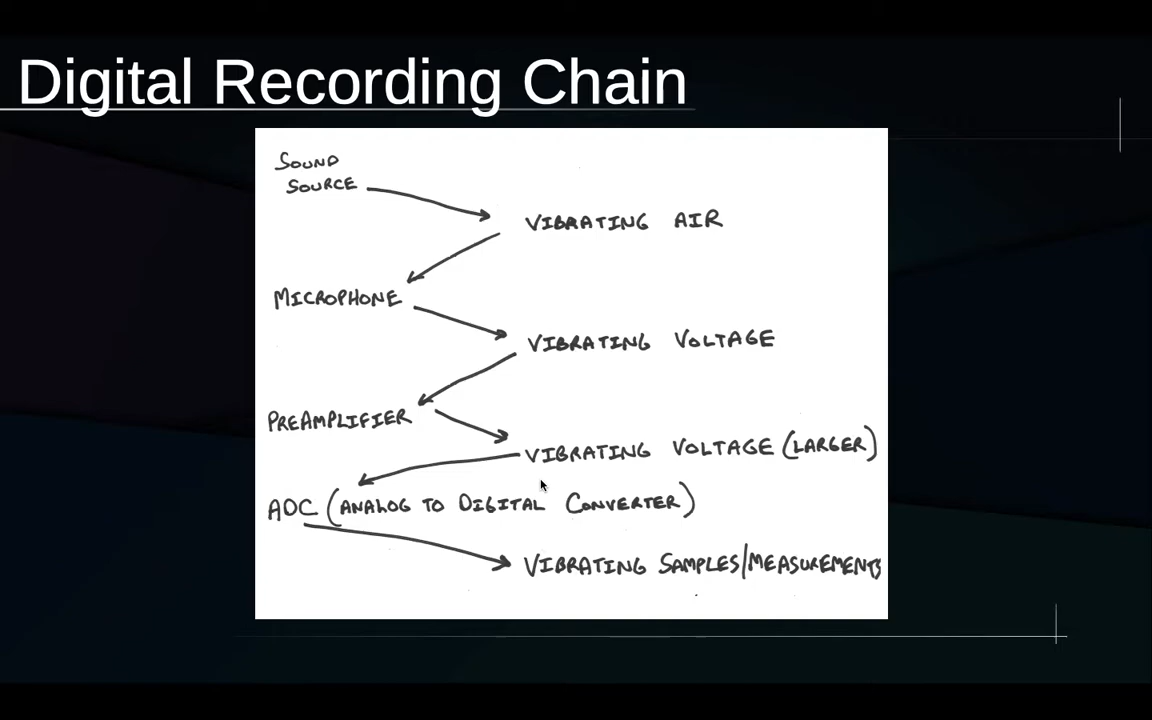 Digital Recording Chain
SOUND
SOURCE
VIBRATING AIR
MICROPHONE
VIBRATING VOLTAGE
PREAMPLIFIER
VIBRATING VOLTAGE (LARGER)
ADC (ANALOG TO DIGITAL CONVERTER)
VIBRATING SAMPLES/MEASUREMENTS